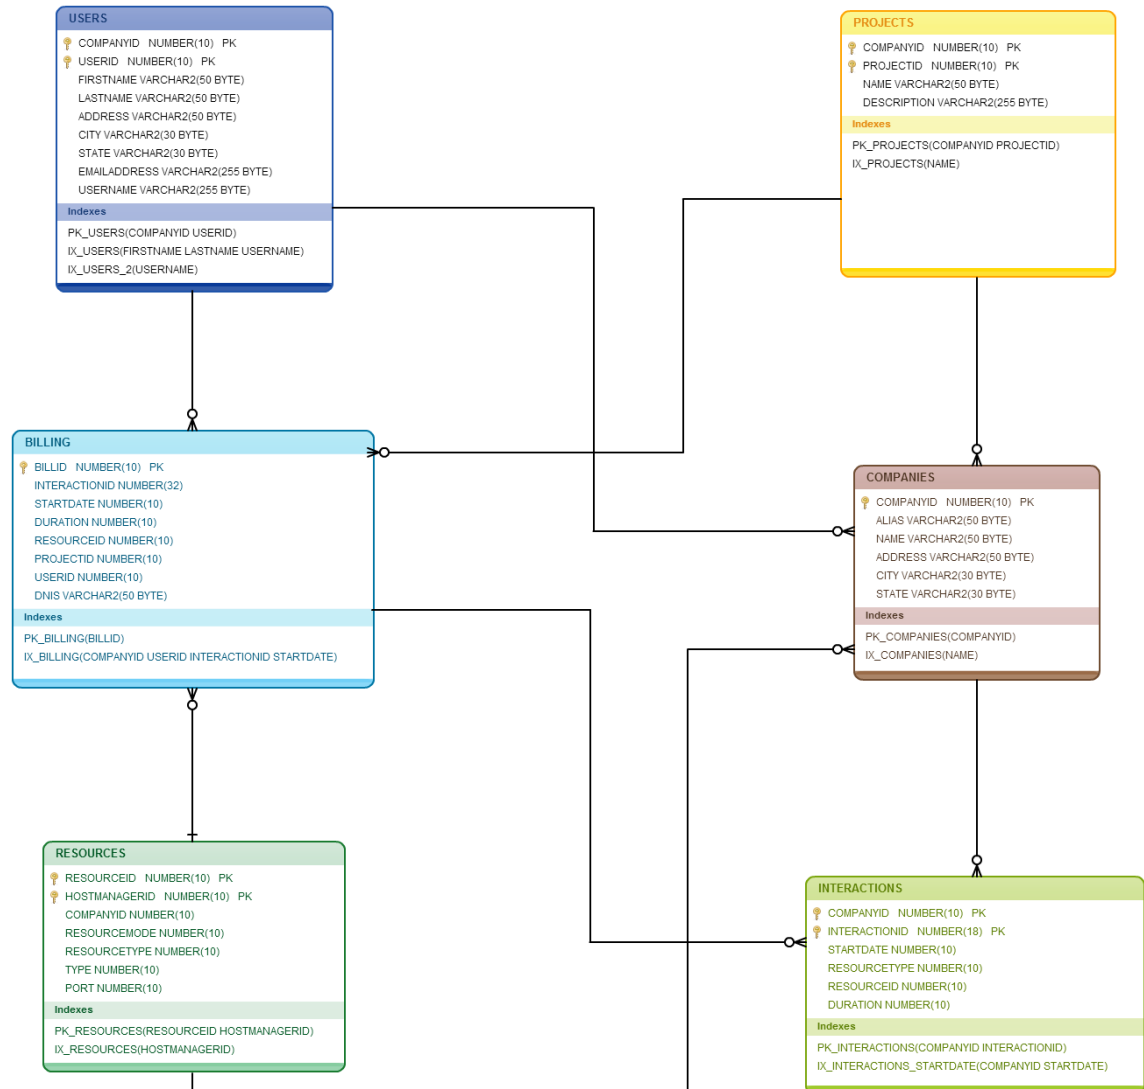 USERS
COMPANYID NUMBER(10) PK
USERID NUMBER(10) PK
FIRSTNAME VARCHAR2(50 BYTE)
LASTNAME VARCHAR2(50 BYTE)
ADDRESS VARCHAR2(50 BYTE)
CITY VARCHAR2(30 BYTE)
STATE VARCHAR2(30 BYTE)
EMAILADDRESS VARCHAR2(255 BYTE)
USERNAME VARCHAR2(255 BYTE)
Indexes
PK_USERS(COMPANYID USERID)
IX_USERS(FIRSTNAME LASTNAME USERNAME)
IX_USERS_2(USERNAME)
PROJECTS
COMPANYID NUMBER(10) PK
PROJECTID NUMBER(10) PK
NAME VARCHAR2(50 BYTE)
DESCRIPTION VARCHAR2(255 BYTE)
Indexes
PK_PROJECTS(COMPANYID PROJECTID)
IX_PROJECTS(NAME)
BILLING
BILLID NUMBER(10) PK
INTERACTIONID NUMBER(32)
STARTDATE NUMBER(10)
DURATION NUMBER(10)
RESOURCEID NUMBER(10)
PROJECTID NUMBER(10)
USERID NUMBER(10)
DNIS VARCHAR2(50 BYTE)
Indexes
PK_BILLING(BILLID)
IX_BILLING(COMPANYID USERID INTERACTIONID STARTDATE)
COMPANIES
COMPANYID NUMBER(10) PK
ALIAS VARCHAR2(50 BYTE)
NAME VARCHAR2(50 BYTE)
ADDRESS VARCHAR2(50 BYTE)
CITY VARCHAR2(30 BYTE)
STATE VARCHAR2(30 BYTE)
Indexes
PK_COMPANIES(COMPANYID)
IX_COMPANIES(NAME)
RESOURCES
RESOURCEID NUMBER(10) PK
HOSTMANAGERID NUMBER(10) PK
COMPANYID NUMBER(10)
RESOURCEMODE NUMBER(10)
RESOURCETYPE NUMBER(10)
TYPE NUMBER(10)
PORT NUMBER(10)
Indexes
PK_RESOURCES(RESOURCEID HOSTMANAGERID)
IX_RESOURCES(HOSTMANAGERID)
INTERACTIONS
COMPANYID NUMBER(10) PK
INTERACTIONID NUMBER(18) PK
STARTDATE NUMBER(10)
RESOURCETYPE NUMBER(10)
RESOURCEID NUMBER(10)
DURATION NUMBER(10)
Indexes
PK_INTERACTIONS(COMPANYID INTERACTIONID)
IX_INTERACTIONS_STARTDATE(COMPANYID STARTDATE)